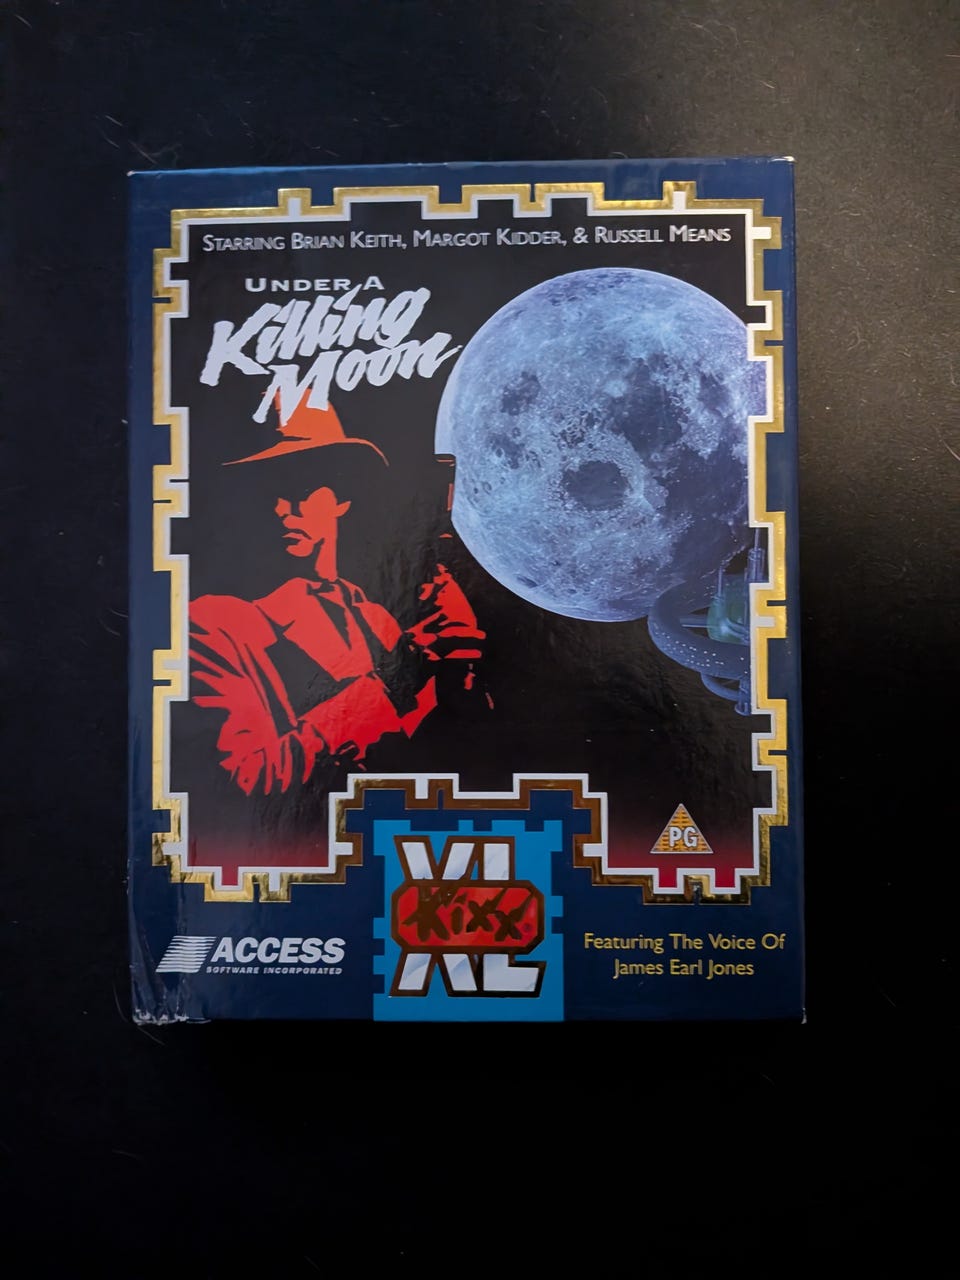 STARRING BRIAN KEITH, MARGOT KIDDER, & RUSSELL MEANS
UNDER A
Killing
Moon
PG
XL
Kixx
ACCESS
SOFTWARE INCORPORATED
Featuring The Voice Of
James Earl Jones